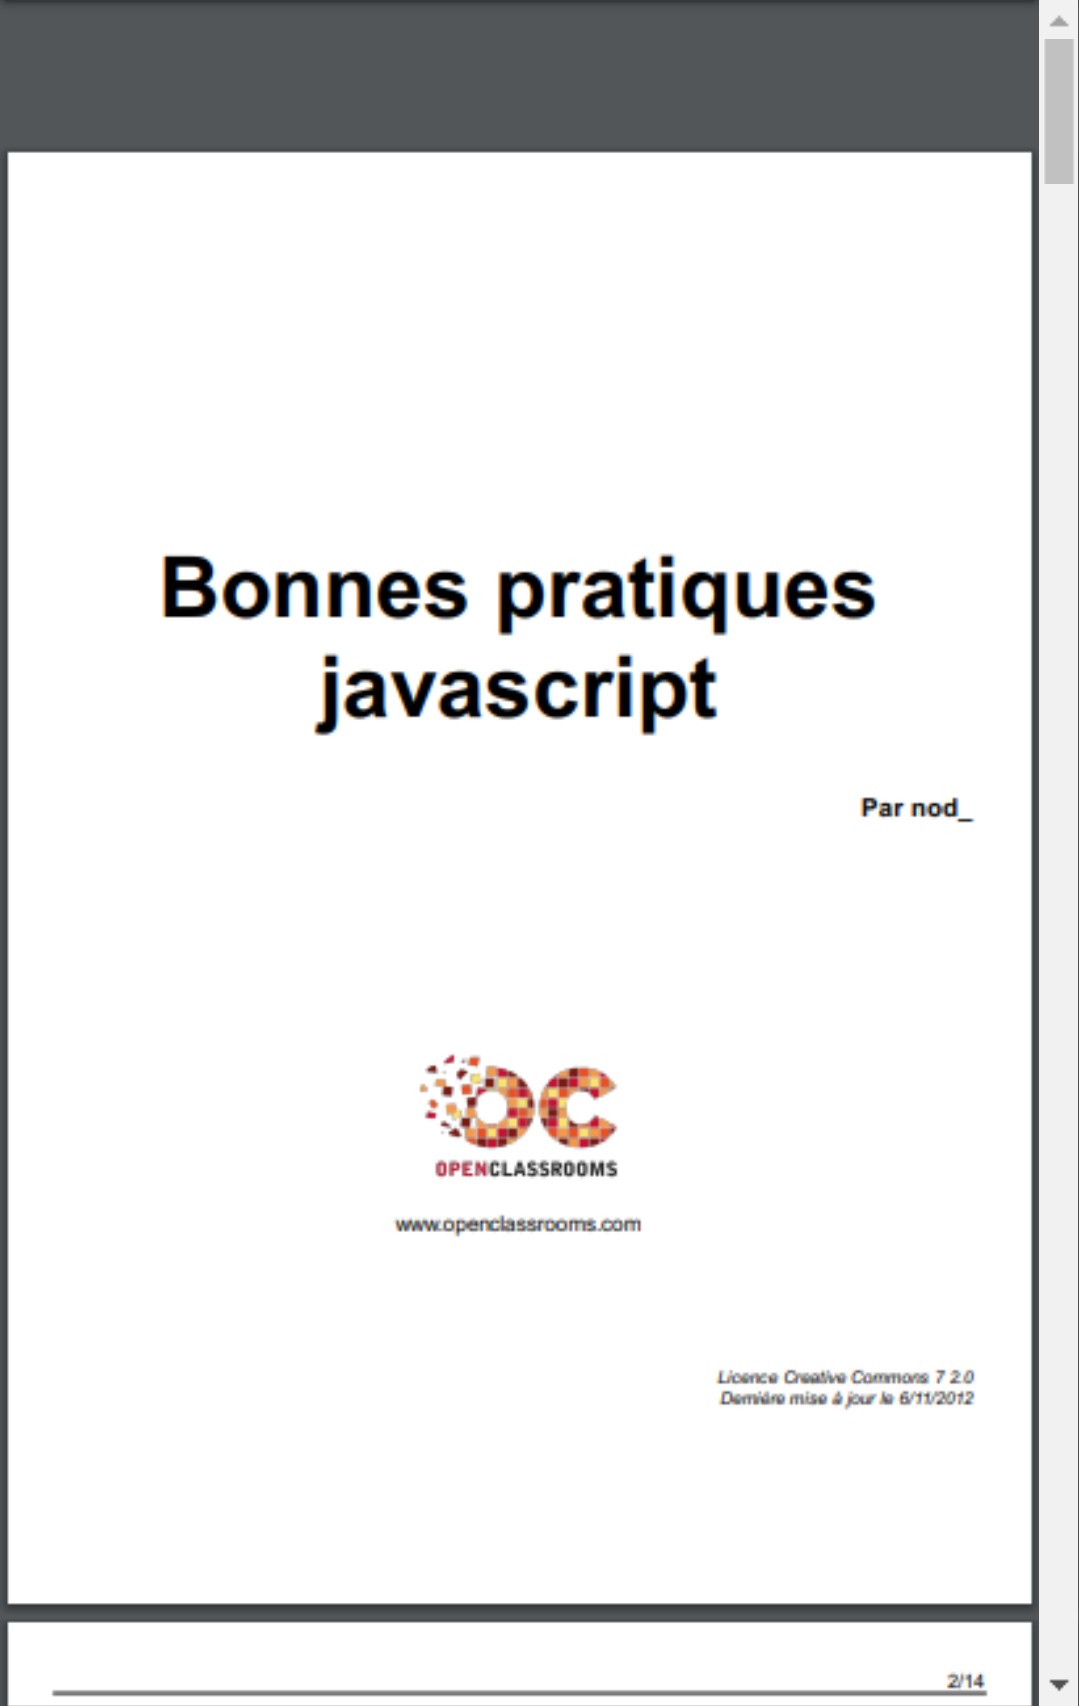 Bonnes pratiques
javascript
Par nod_
OC
OPENCLASSROOMS
www.openclassrooms.com
Licence Creative Commons 7 2.0
Dernière mise à jour le 6/11/2012
2/14